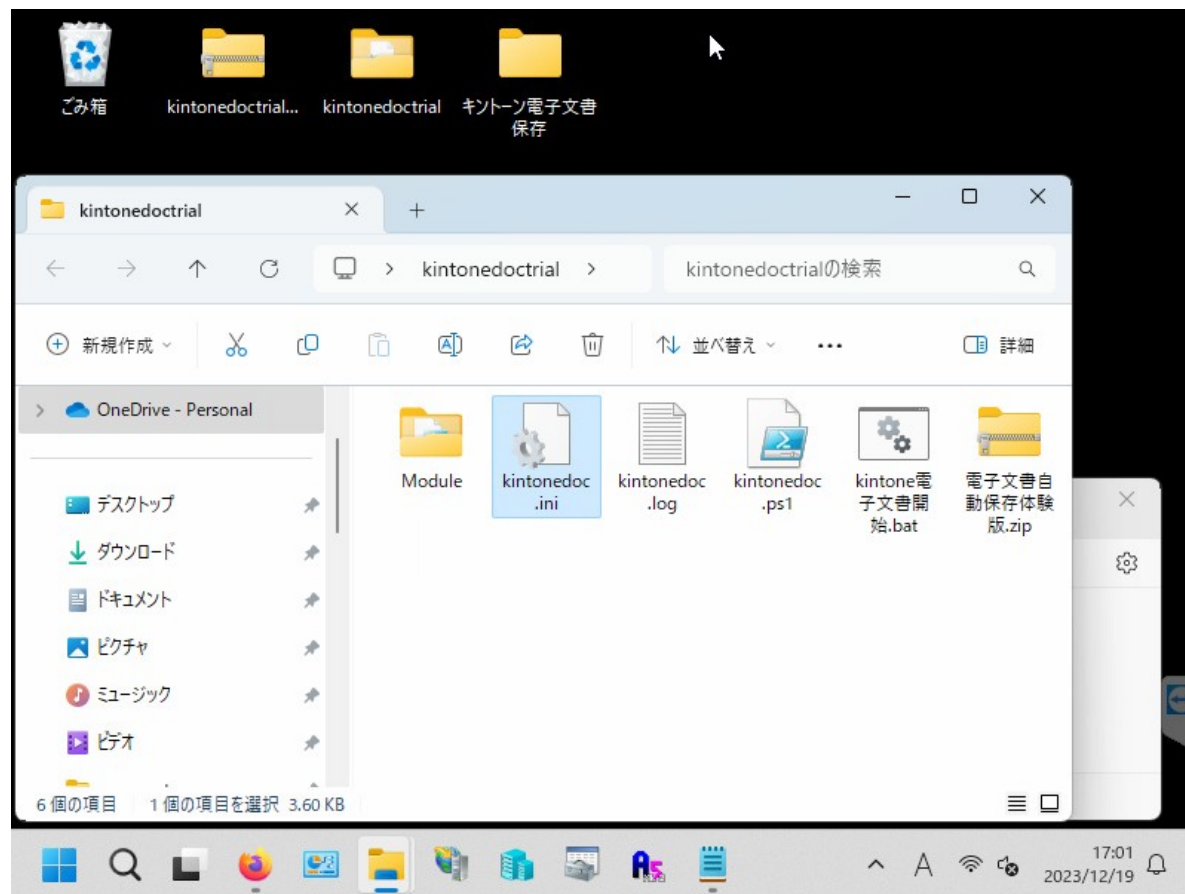 ごみ箱
kintonedoctrial...
kintonedoctrial
キントーン電子文書
保存
kintonedoctrial
kintonedoctrial
kintonedoctrialの検索
新規作成
並べ替え
詳細
OneDrive - Personal
デスクトップ
ダウンロード
ドキュメント
ピクチャ
ミュージック
ビデオ
Module
kintonedoc
.ini
kintonedoc
.log
kintonedoc
.ps1
kintone電
子文書開
始.bat
電子文書自
動保存体験
版.zip
6 個の項目
1 個の項目を選択 3.60 KB
A
17:01
2023/12/19